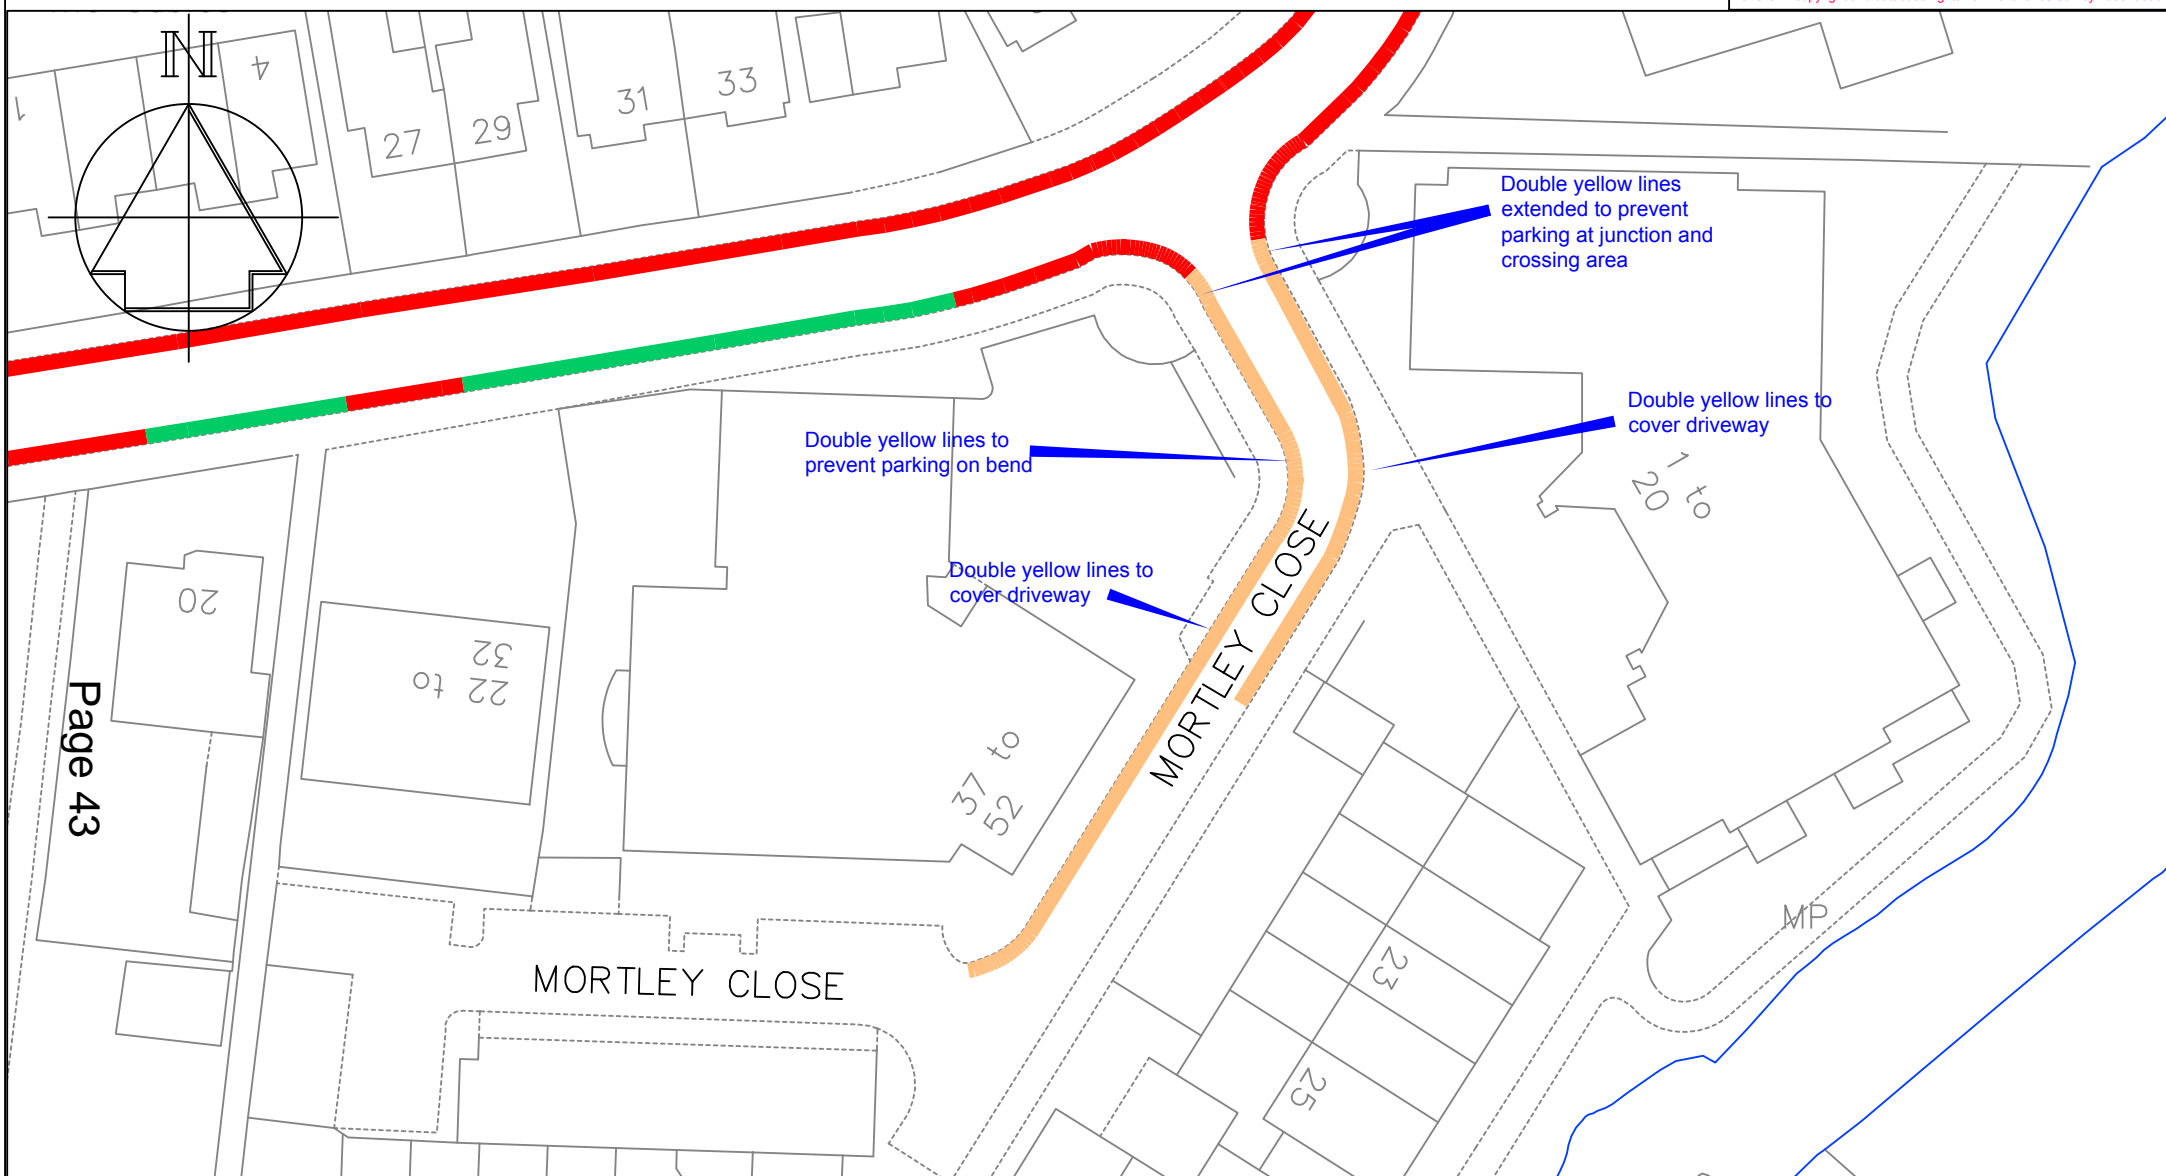 N
1
4
27
29
31
33
Double yellow lines
extended to prevent
parking at junction and
crossing area
Double yellow lines to
cover driveway
Double yellow lines to
prevent parking on bend
1 to
20
Double yellow lines to
cover driveway
MORTLEY CLOSE
20
22 to
32
Page 43
37 to
52
MP
23
MORTLEY CLOSE
25